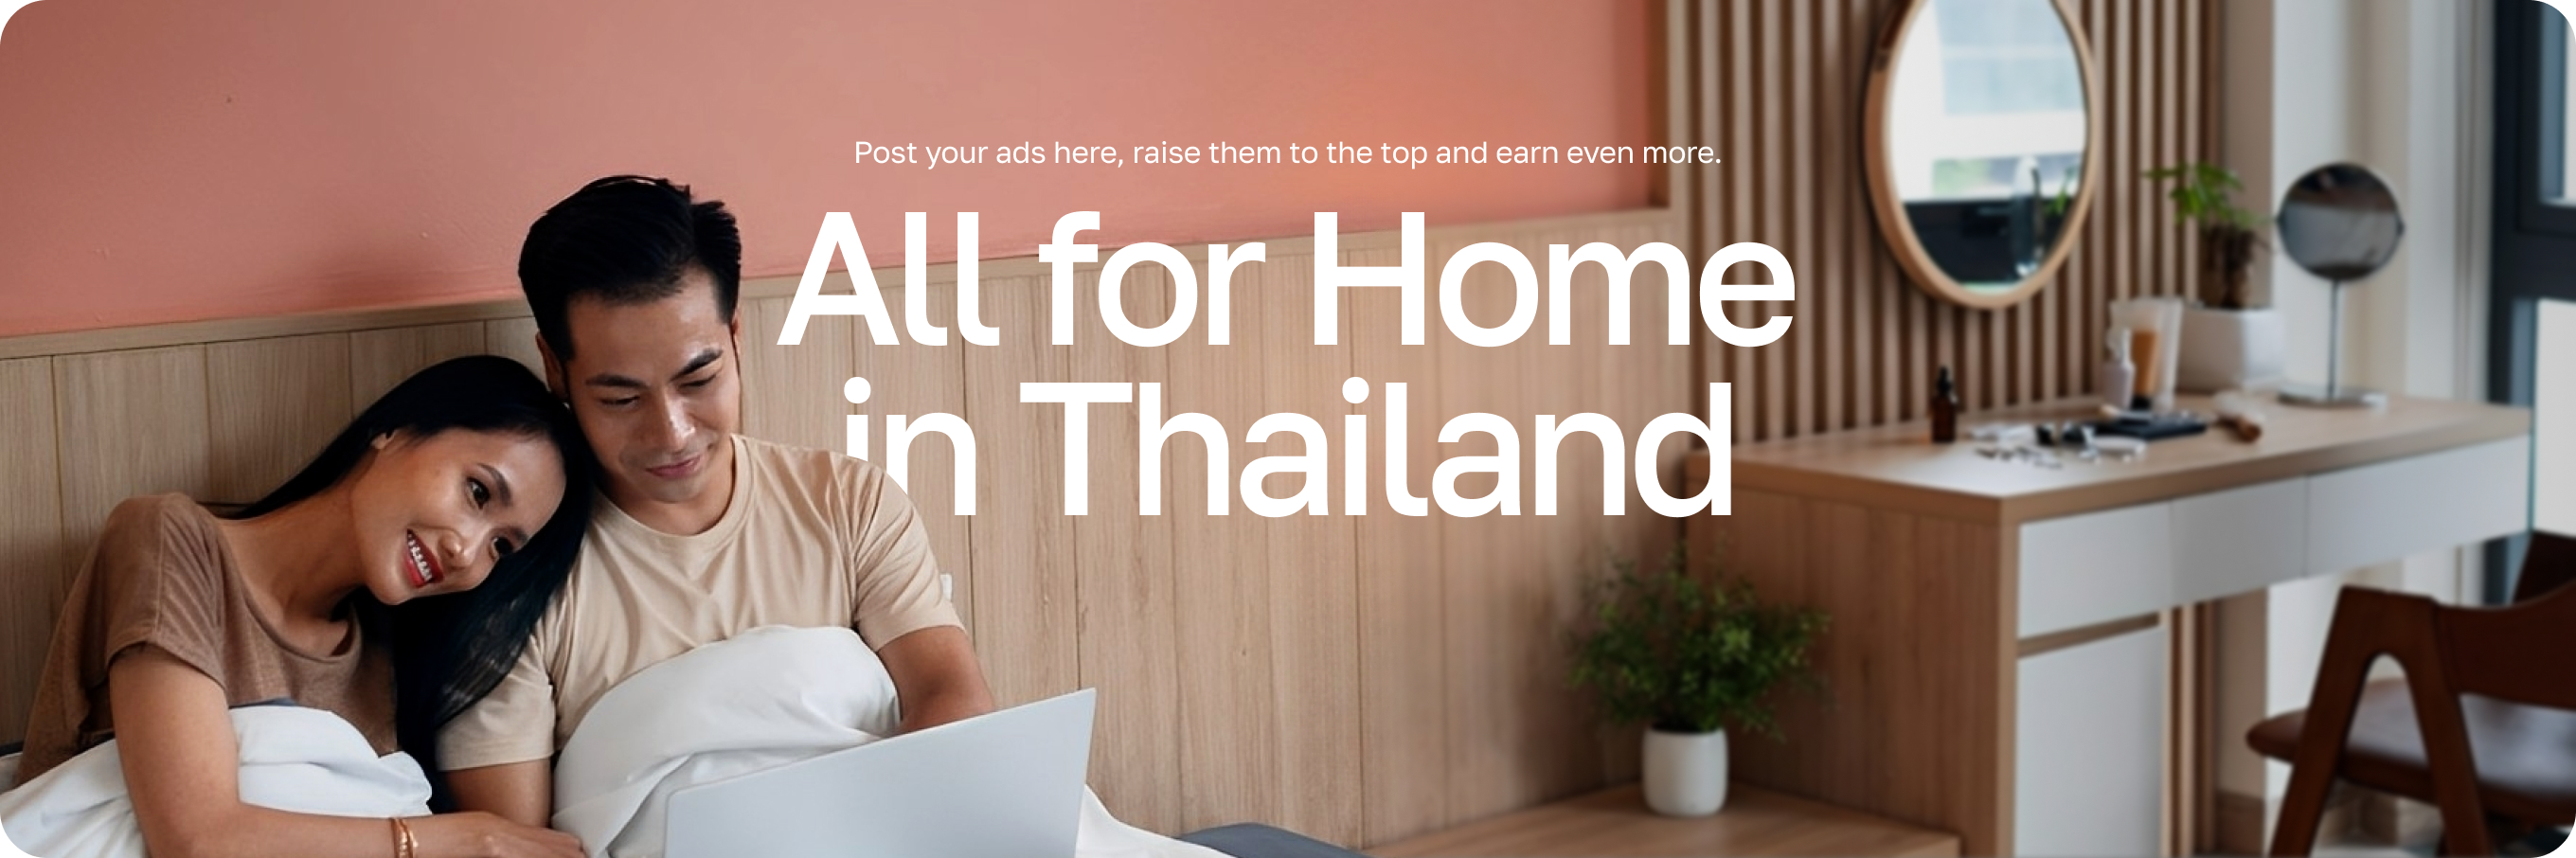 Post your ads here, raise them to the top and earn even more.
All for Home
in Thailand